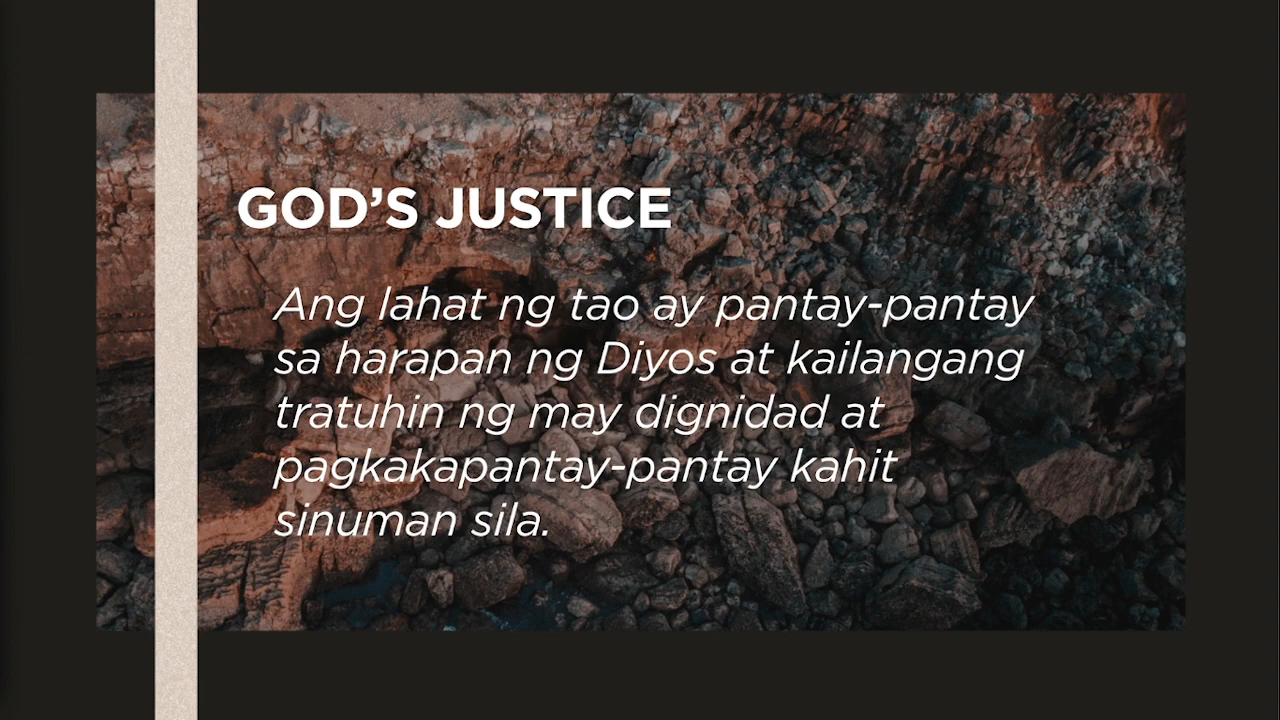 GOD’S JUSTICE
Ang lahat ng tao ay pantay-pantay
sa harapan ng Diyos at kailangang
tratuhin ng may dignidad at
pagkakapantay-pantay kahit
sinuman sila.